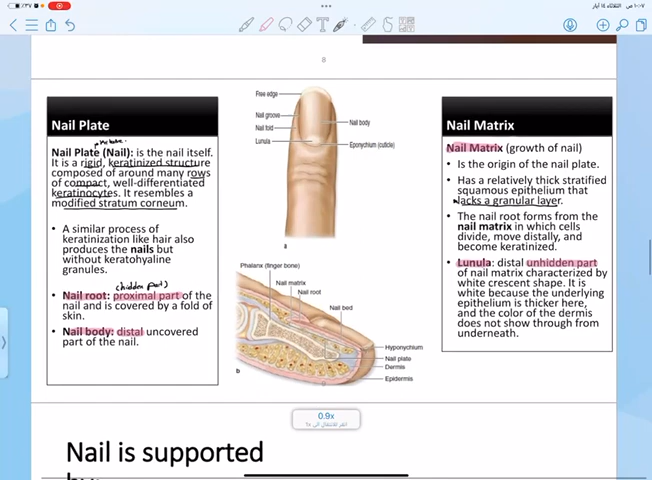 ١٠:٠٧ ص الثلاثاء ١٤ أيار
8
Nail Plate
Nail Plate (Nail): is the nail itself.
It is a rigid, keratinized structure
composed of around many rows
of compact, well-differentiated
keratinocytes. It resembles a
modified stratum corneum.
A similar process of
keratinization like hair also
produces the nails but
without keratohyaline
granules.
(hidden part)
Nail root: proximal part of the
nail and is covered by a fold of
skin.
Nail body: distal uncovered
part of the nail.
Free edge
Nail groove
Nail fold
Lunula
Nail body
Eponychium (cuticle)
a
Phalanx (finger bone)
Nail matrix
Nail root
Nail bed
Hyponychium
Nail plate
Dermis
Epidermis
b
Nail Matrix
Nail Matrix (growth of nail)
Is the origin of the nail plate.
Has a relatively thick stratified
squamous epithelium that
lacks a granular layer.
The nail root forms from the
nail matrix in which cells
divide, move distally, and
become keratinized.
Lunula: distal unhidden part
of nail matrix characterized by
white crescent shape. It is
white because the underlying
epithelium is thicker here,
and the color of the dermis
does not show through from
underneath.
0.9x
Nail is supported